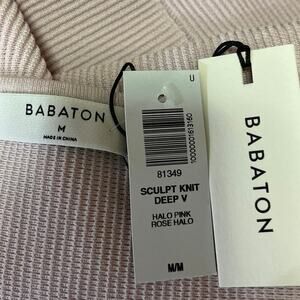 BABATON
M
MADE IN CHINA
U
81349
SCULPT KNIT
DEEP V
HALO PINK
ROSE HALO
M/M
BABATON